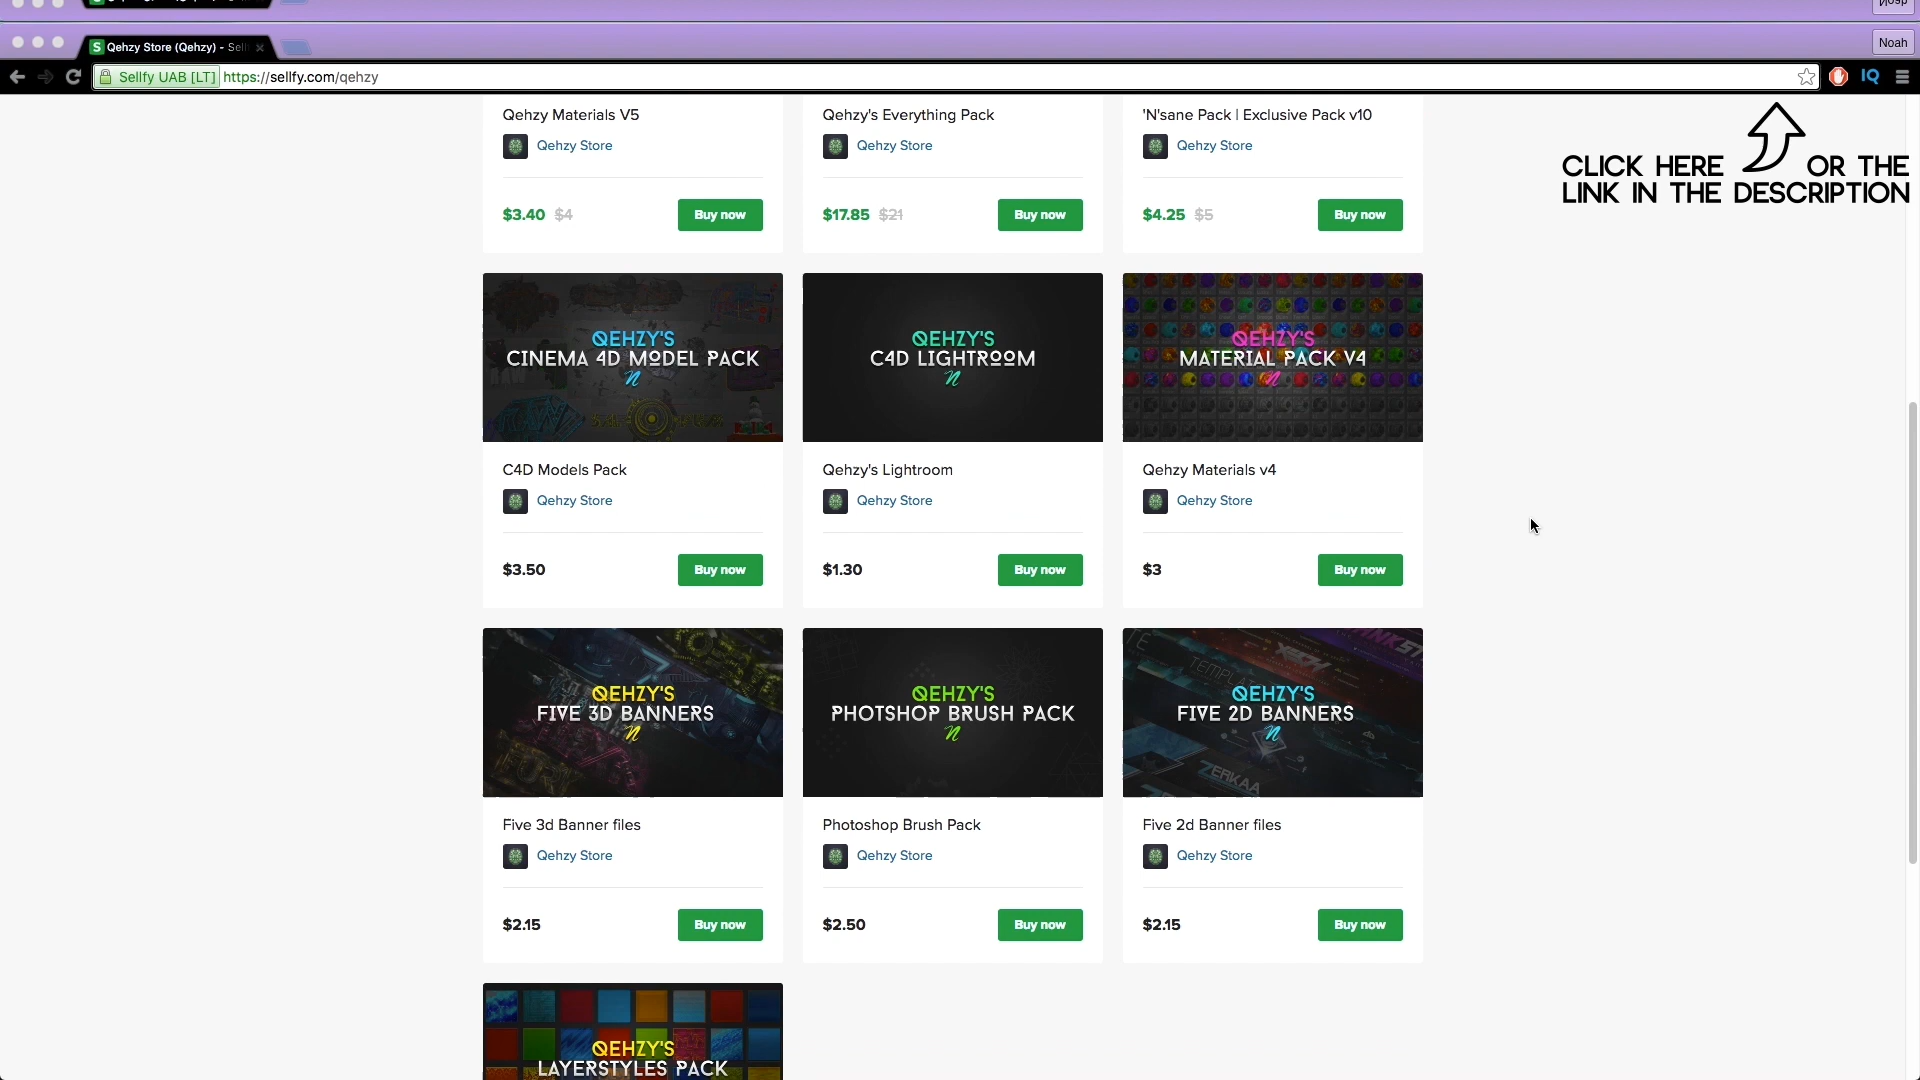 Noah
Qehzy Store (Qehzy) - Sell
Noah
Sellfy UAB [LT] https://sellfy.com/qehzy
IQ
CLICK HERE OR THE
LINK IN THE DESCRIPTION
Qehzy Materials V5
Qehzy Store
$3.40 $4
Buy now
Qehzy's Everything Pack
Qehzy Store
$17.85 $21
Buy now
'N'sane Pack | Exclusive Pack v10
Qehzy Store
$4.25 $5
Buy now
QEHZY'S
CINEMA 4D MODEL PACK
N
C4D Models Pack
Qehzy Store
$3.50
Buy now
QEHZY'S
C4D LIGHTROOM
N
Qehzy's Lightroom
Qehzy Store
$1.30
Buy now
QEHZY'S
MATERIAL PACK V4
N
Qehzy Materials v4
Qehzy Store
$3
Buy now
QEHZY'S
FIVE 3D BANNERS
N
FURY
Five 3d Banner files
Qehzy Store
$2.15
Buy now
QEHZY'S
PHOTSHOP BRUSH PACK
N
Photoshop Brush Pack
Qehzy Store
$2.50
Buy now
QEHZY'S
FIVE 2D BANNERS
N
ZERKAA
Five 2d Banner files
Qehzy Store
$2.15
Buy now
QEHZY'S
LAYERSTYLES PACK